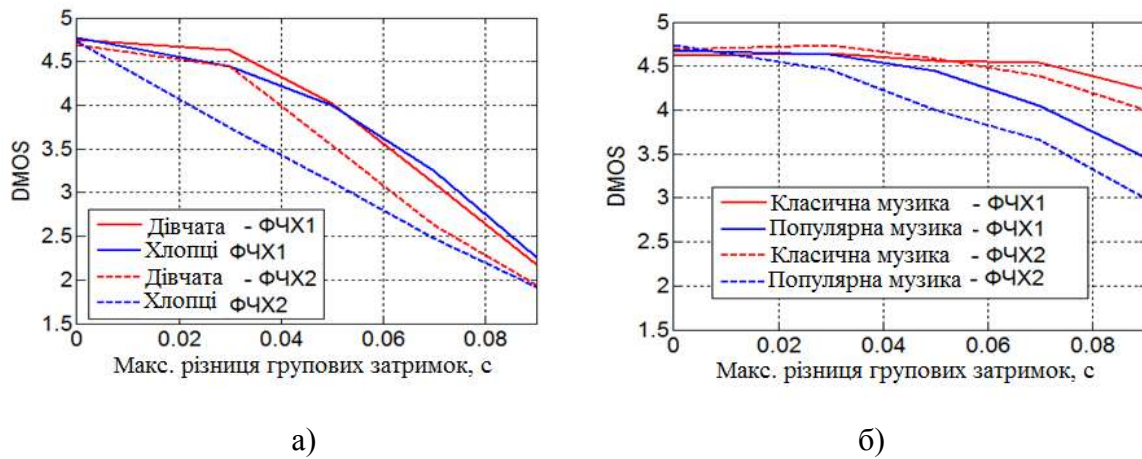 5
4.5
4
3.5
3
2.5
2
1.5
DMOS
Дівчата - ФЧХ1
Хлопці ФЧХ1
Дівчата - ФЧХ2
Хлопці ФЧХ2
0 0.02 0.04 0.06 0.08
Макс. різниця групових затримок, с
а)
5
4.5
4
3.5
3
2.5
2
1.5
DMOS
Класична музика - ФЧХ1
Популярна музика - ФЧХ1
Класична музика - ФЧХ2
Популярна музика - ФЧХ2
0 0.02 0.04 0.06 0.08
Макс. різниця групових затримок, с
б)